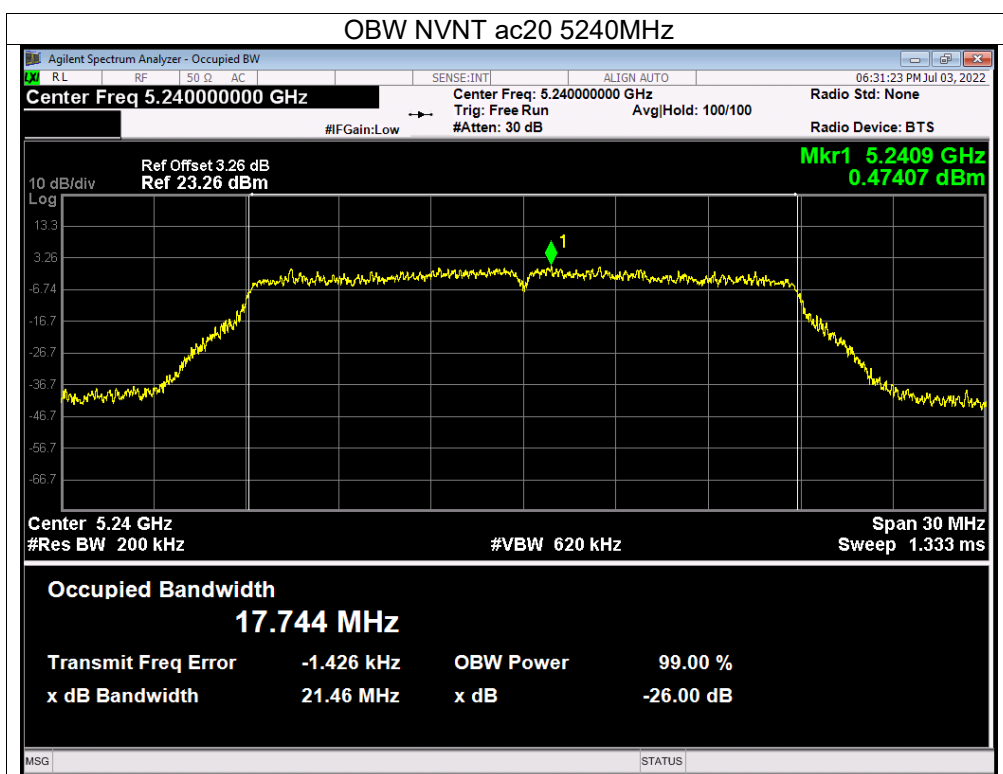 OBW NVNT ac20 5240MHz
Agilent Spectrum Analyzer - Occupied BW
LXI RL RF 50 Ω AC SENSE:INT ALIGN AUTO 06:31:23 PM Jul 03, 2022
Center Freq 5.240000000 GHz Center Freq: 5.240000000 GHz Radio Std: None
Trig: Free Run Avg|Hold: 100/100
#IFGain:Low #Atten: 30 dB Radio Device: BTS
Ref Offset 3.26 dB Mkr1 5.2409 GHz
10 dB/div Ref 23.26 dBm 0.47407 dBm
Log
13.3
1
3.26
-6.74
-16.7
-26.7
-36.7
-46.7
-56.7
-66.7
Center 5.24 GHz Span 30 MHz
#Res BW 200 kHz #VBW 620 kHz Sweep 1.333 ms
Occupied Bandwidth
17.744 MHz
Transmit Freq Error -1.426 kHz OBW Power 99.00 %
x dB Bandwidth 21.46 MHz x dB -26.00 dB
MSG STATUS